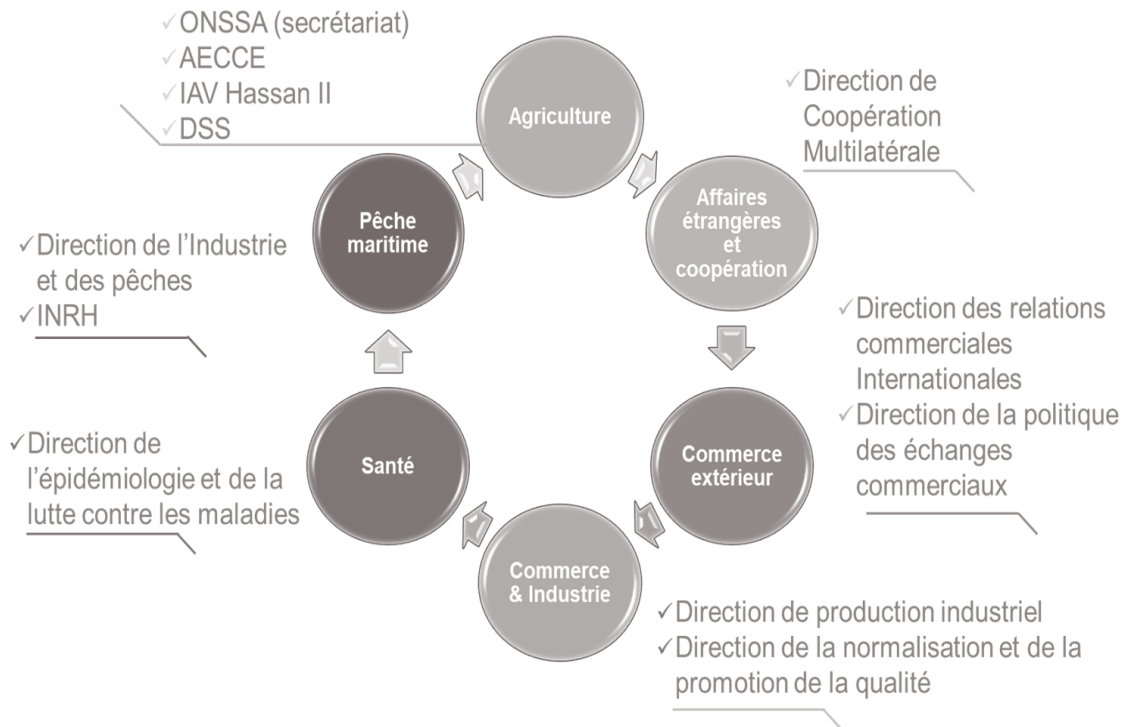 ✓ONSSA (secrétariat)
✓AECCE
✓IAV Hassan II
✓DSS
Agriculture
✓Direction de
Coopération
Multilatérale
Affaires
étrangères
et
coopération
Pêche
maritime
✓Direction de l’Industrie
et des pêches
✓INRH
✓Direction des relations
commerciales
Internationales
✓Direction de la politique
des échanges
commerciaux
Commerce
extérieur
Santé
✓Direction de
l’épidémiologie et de la
lutte contre les maladies
Commerce
& Industrie
✓Direction de production industriel
✓Direction de la normalisation et de la
promotion de la qualité